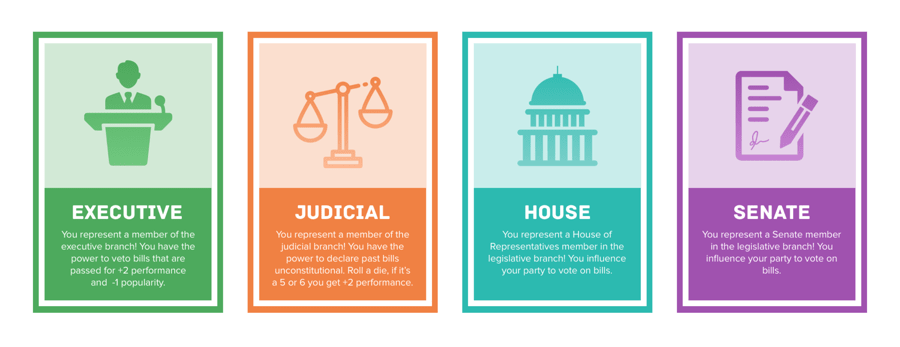 EXECUTIVE
You represent a member of the
executive branch! You have the
power to veto bills that are
passed for +2 performance
and -1 popularity.
JUDICIAL
You represent a member of the
judicial branch! You have the
power to declare past bills
unconstitutional. Roll a die, if it's
a 5 or 6 you get +2 performance.
HOUSE
You represent a House of
Representatives member in the
legislative branch! You influence
your party to vote on bills.
SENATE
You represent a Senate member
in the legislative branch! You
influence your party to vote on
bills.